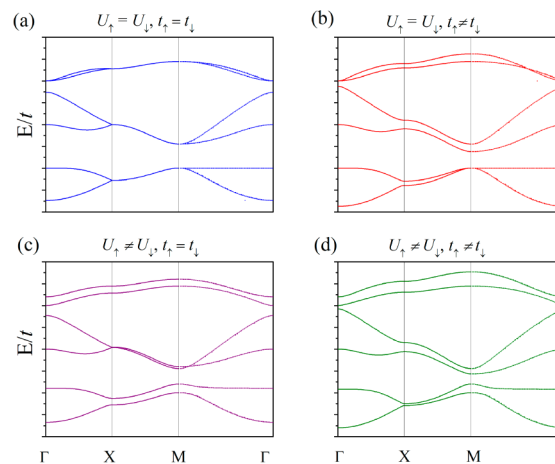 (a) U↑ = U↓, t↑ = t↓
(b) U↑ = U↓, t↑ ≠ t↓
E/t
(c) U↑ ≠ U↓, t↑ = t↓
(d) U↑ ≠ U↓, t↑ ≠ t↓
E/t
Γ X M Γ
Γ X M